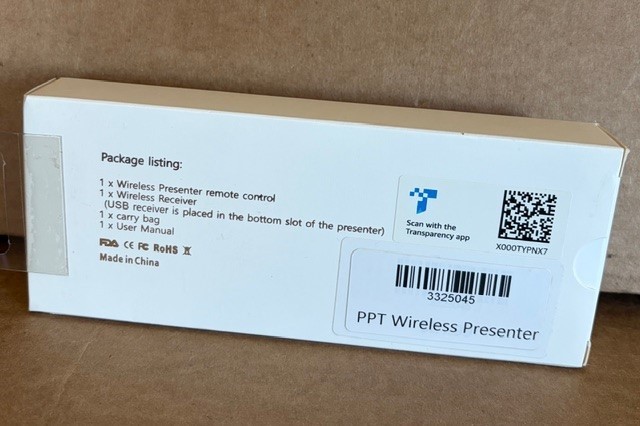 Package listing:
1 x Wireless Presenter remote control
1 x Wireless Receiver
(USB receiver is placed in the bottom slot of the presenter)
1 x carry bag
1 x User Manual
FDA CE FC RoHS
Made in China
Scan with the
Transparency app
X000TYPNX7
3325045
PPT Wireless Presenter